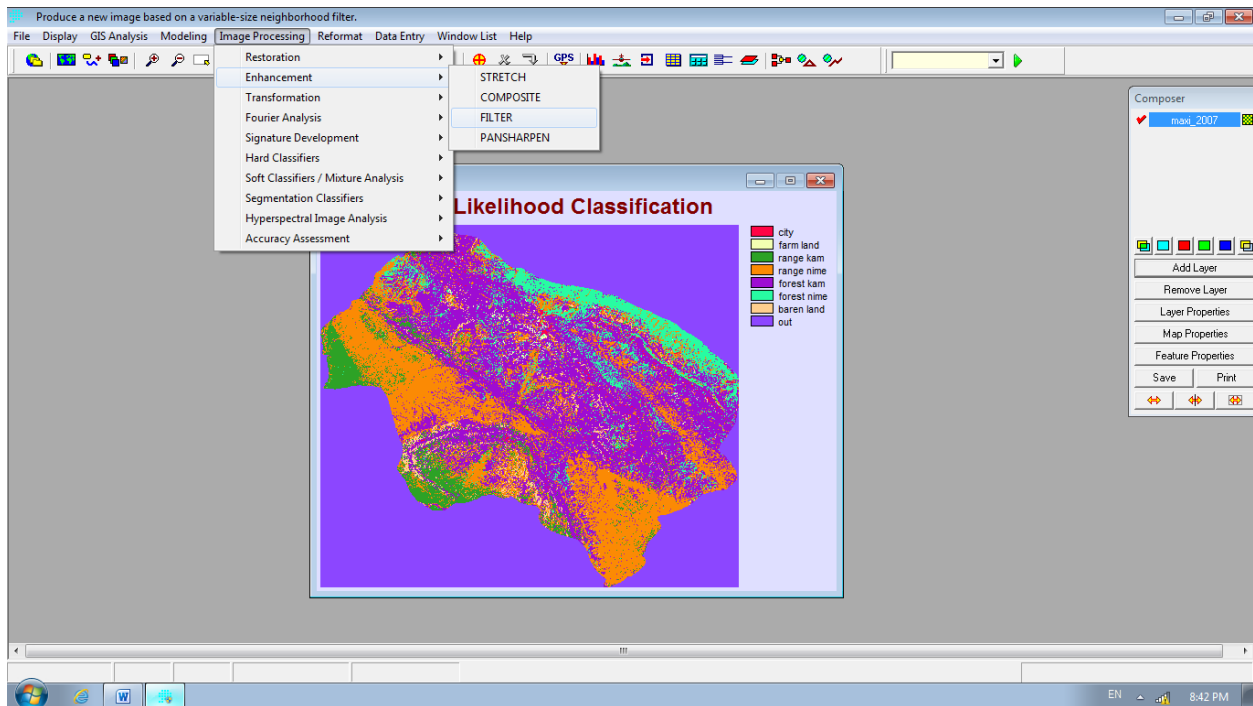 Produce a new image based on a variable-size neighborhood filter.
File Display GIS Analysis Modeling Image Processing Reformat Data Entry Window List Help
GPS
Restoration
Enhancement
Transformation
Fourier Analysis
Signature Development
Hard Classifiers
Soft Classifiers / Mixture Analysis
Segmentation Classifiers
Hyperspectral Image Analysis
Accuracy Assessment
STRETCH
COMPOSITE
FILTER
PANSHARPEN
Likelihood Classification
city
farm land
range kam
range nime
forest kam
forest nime
baren land
out
Composer
maxi_2007
Add Layer
Remove Layer
Layer Properties
Map Properties
Feature Properties
Save Print
EN 8:42 PM